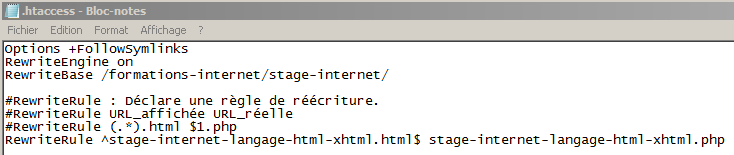 .htaccess - Bloc-notes
Fichier Edition Format Affichage ?
Options +FollowSymlinks
RewriteEngine on
RewriteBase /formations-internet/stage-internet/
#RewriteRule : Déclare une règle de réécriture.
#RewriteRule URL_affichée URL_réelle
#RewriteRule (.*).html $1.php
RewriteRule ^stage-internet-langage-html-xhtml.html$ stage-internet-langage-html-xhtml.php